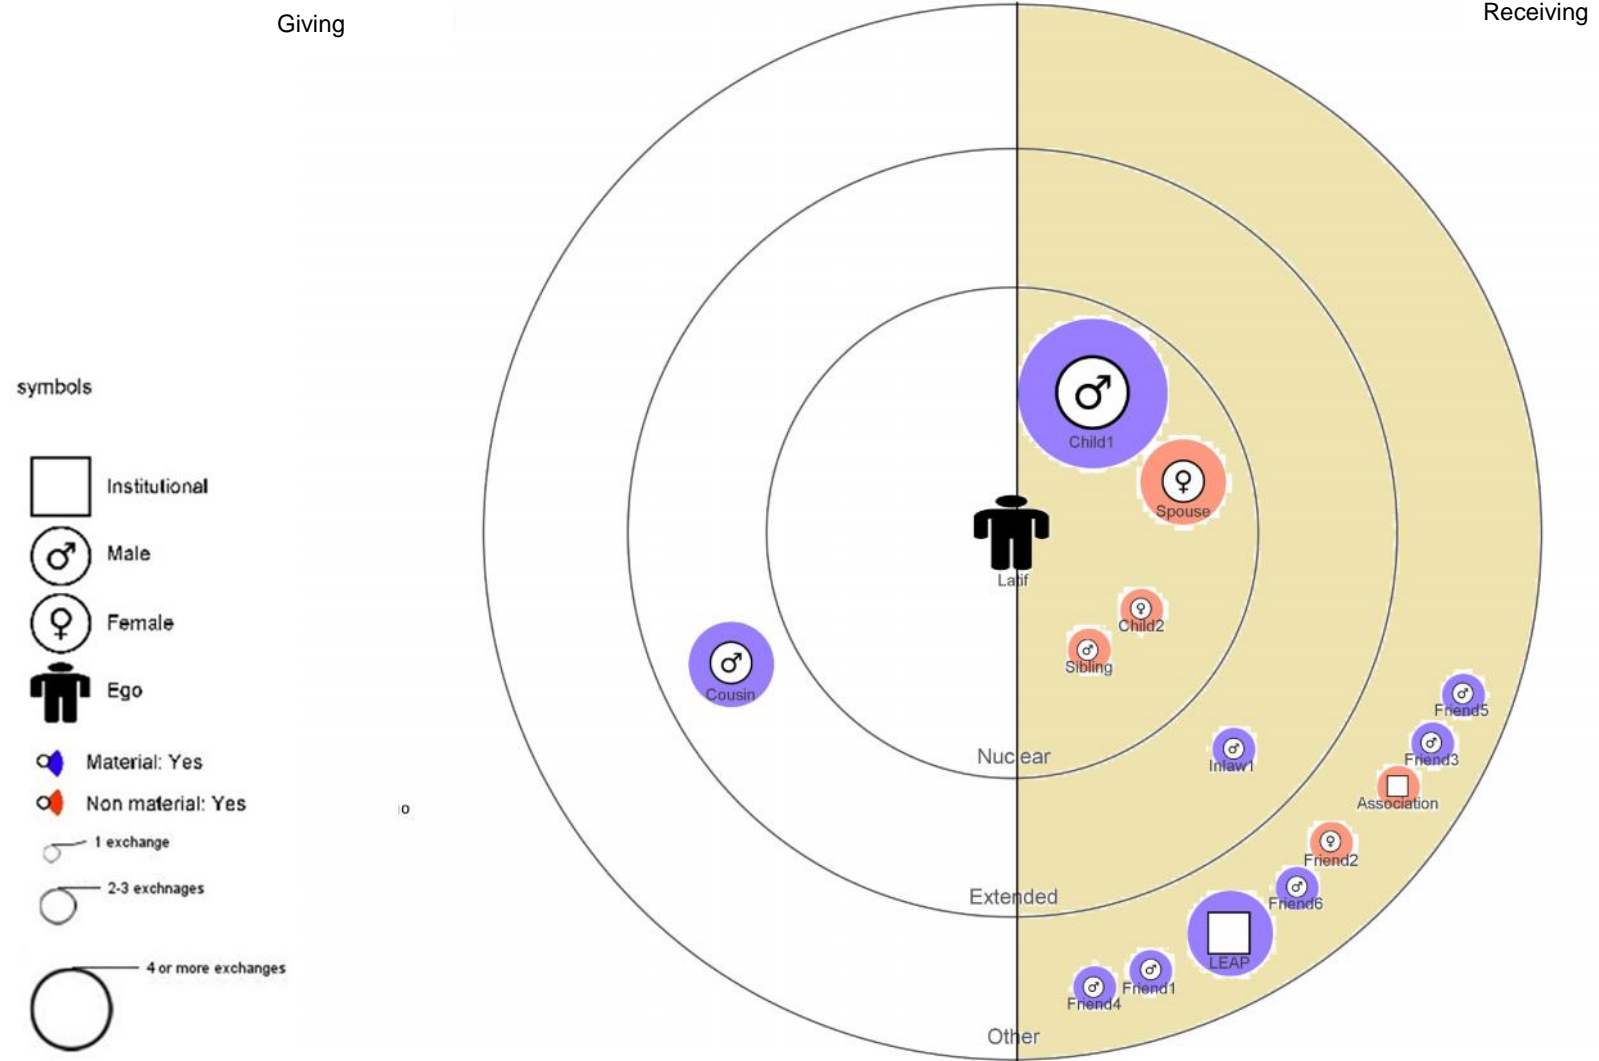 Giving
Receiving
symbols
Institutional
Male
Female
Ego
Material: Yes
Non material: Yes
1 exchange
2-3 exchnages
4 or more exchanges
o
Child1
Spouse
Latif
Child2
Sibling
Cousin
Nuclear
Inlaw1
Friend5
Friend3
Association
Friend2
Extended
Friend6
LEAP
Friend1
Friend4
Other